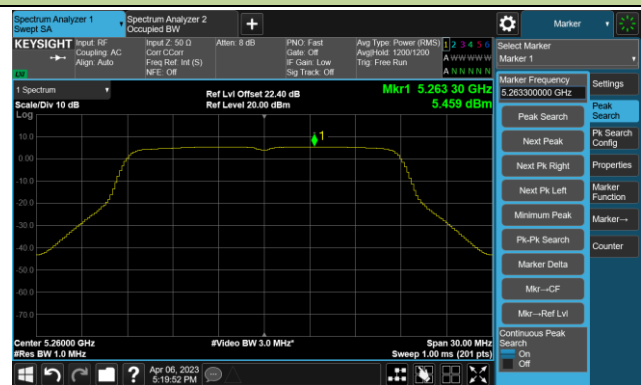 Spectrum Analyzer 1
Swept SA
Spectrum Analyzer 2
Occupied BW
+
Marker
KEYSIGHT
Input: RF
Coupling: AC
Align: Auto
Input Z: 50 Ω
Corr CCorr
Freq Ref: Int (S)
NFE: Off
Atten: 8 dB
PNO: Fast
Gate: Off
IF Gain: Low
Sig Track: Off
Avg Type: Power (RMS)
Avg|Hold: 1200/1200
Trig: Free Run
1 2 3 4 5 6
A W W W W W
A N N N N N
Select Marker
Marker 1
LW
1 Spectrum
Scale/Div 10 dB
Log
Ref Lvl Offset 22.40 dB
Ref Level 20.00 dBm
Mkr1 5.263 30 GHz
5.459 dBm
10.0
0.00
-10.0
-20.0
-30.0
-40.0
-50.0
-60.0
-70.0
1
Center 5.26000 GHz
#Res BW 1.0 MHz
#Video BW 3.0 MHz*
Span 30.00 MHz
Sweep 1.00 ms (201 pts)
Marker Frequency
5.263300000 GHz
Peak Search
Next Peak
Next Pk Right
Next Pk Left
Minimum Peak
Pk-Pk Search
Marker Delta
Mkr→CF
Mkr→Ref Lvl
Continuous Peak
Search
On
Off
Settings
Peak
Search
Pk Search
Config
Properties
Marker
Function
Marker→
Counter
?
Apr 06, 2023
5:19:52 PM